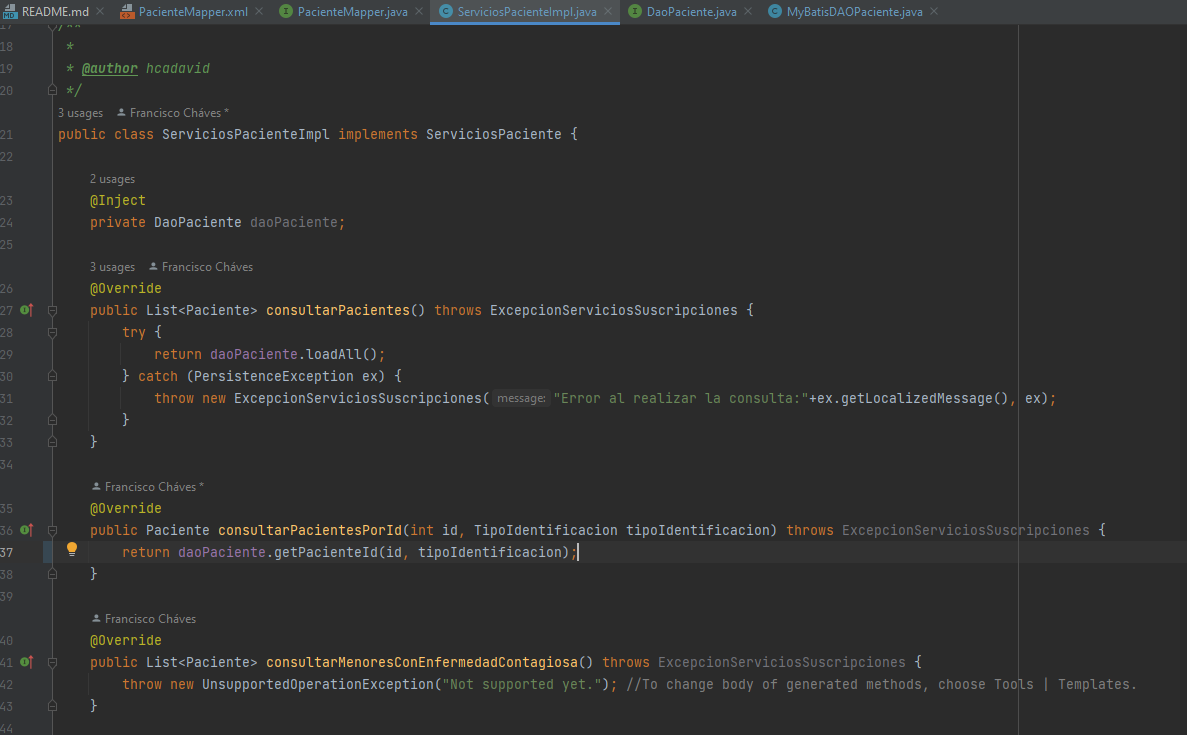 README.md PacienteMapper.xml PacienteMapper.java ServiciosPacienteImpl.java DaoPaciente.java MyBatisDAOPaciente.java
17 /**
18 *
19 * @author hcadavid
20 */
3 usages Francisco Cháves *
21 public class ServiciosPacienteImpl implements ServiciosPaciente {
22
2 usages
23 @Inject
24 private DaoPaciente daoPaciente;
25
3 usages Francisco Cháves
26 @Override
27 public List<Paciente> consultarPacientes() throws ExcepcionServiciosSuscripciones {
28 try {
29 return daoPaciente.loadAll();
30 } catch (PersistenceException ex) {
31 throw new ExcepcionServiciosSuscripciones( message: "Error al realizar la consulta:"+ex.getLocalizedMessage(), ex);
32 }
33 }
34
Francisco Cháves *
35 @Override
36 public Paciente consultarPacientesPorId(int id, TipoIdentificacion tipoIdentificacion) throws ExcepcionServiciosSuscripciones {
37 return daoPaciente.getPacienteId(id, tipoIdentificacion);
38 }
39
Francisco Cháves
40 @Override
41 public List<Paciente> consultarMenoresConEnfermedadContagiosa() throws ExcepcionServiciosSuscripciones {
42 throw new UnsupportedOperationException("Not supported yet."); //To change body of generated methods, choose Tools | Templates.
43 }
44